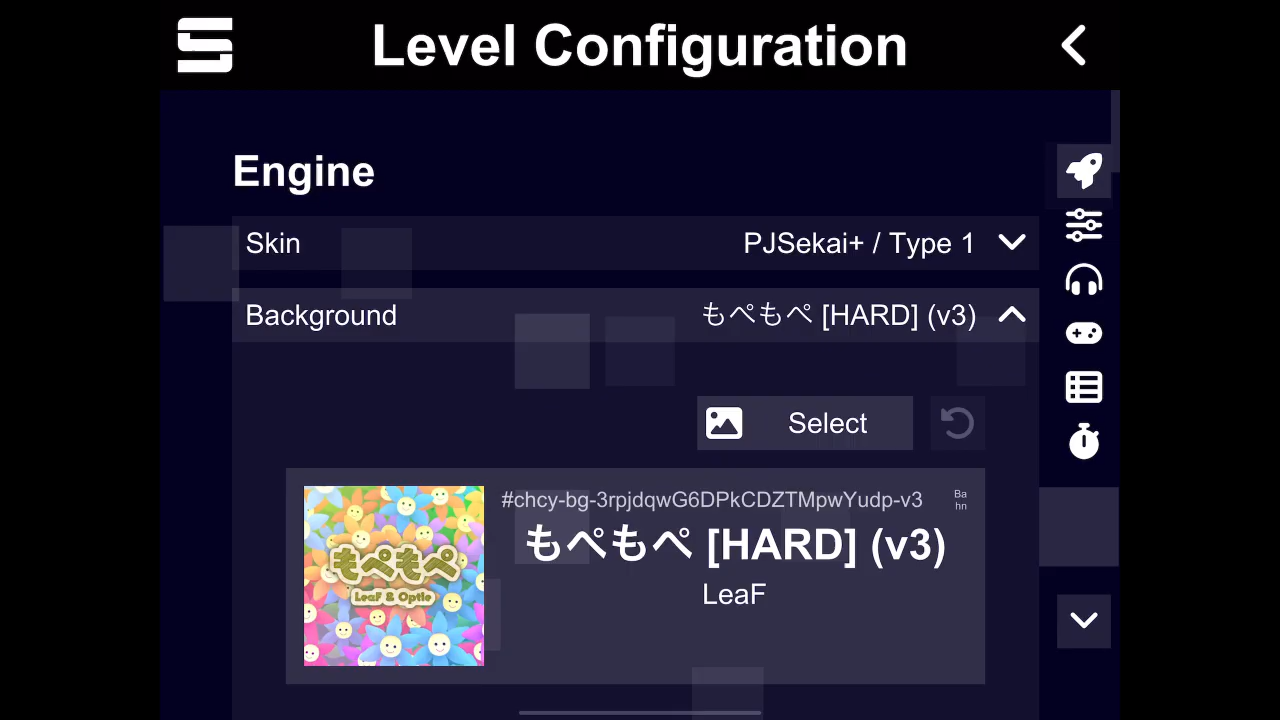 Level Configuration
Engine
Skin
PJSekai+ / Type 1
Background
もぺもぺ [HARD] (v3)
Select
#chcy-bg-3rpjdqwG6DPkCDZTMpwYudp-v3
Ba
hn
もぺもぺ [HARD] (v3)
LeaF
もぺもぺ
LeaF & Optie